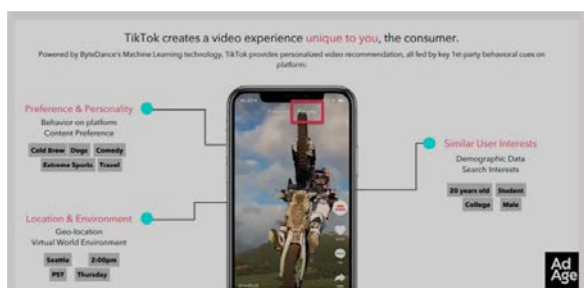 TikTok creates a video experience unique to you, the consumer.
Powered by ByteDance's Machine Learning technology, TikTok provides personalized video recommendation, all fed by key 1st-party behavioral cues on
platform:
Preference & Personality
Behavior on platform
Content Preference
Cold Brew Dogs Comedy
Extreme Sports Travel
Similar User Interests
Demographic Data
Search Interests
20 years old Student
College Male
Location & Environment
Geo-location
Virtual World Environment
Seattle 2:00pm
PST Thursday
Ad
Age